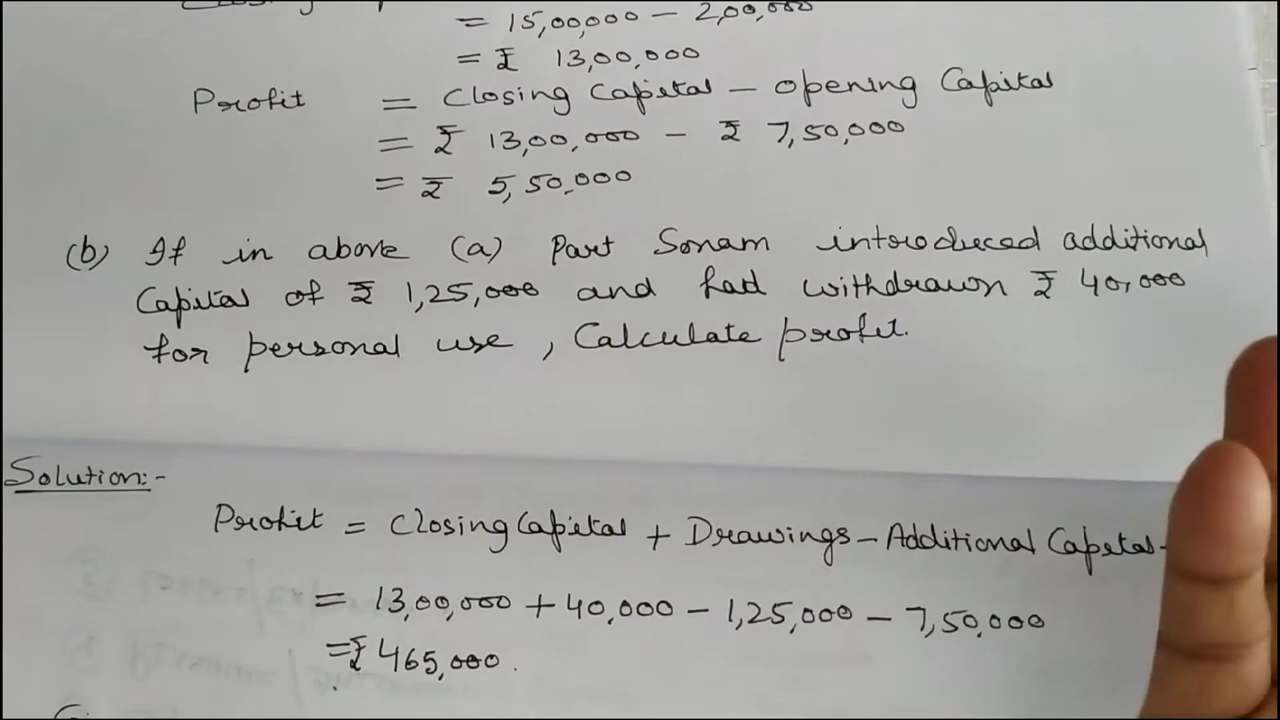 = 15,00,000 - 2,00,000
= ₹ 13,00,000
Profit = Closing Capital - Opening Capital
= ₹ 13,00,000 - ₹ 7,50,000
= ₹ 5,50,000
(b) If in above (a) Part Sonam introduced additional
Capital of ₹ 1,25,000 and had withdrawn ₹ 40,000
for personal use, Calculate profit.
Solution:-
Profit = Closing Capital + Drawings - Additional Capital -
= 13,00,000 + 40,000 - 1,25,000 - 7,50,000
= ₹ 465,000.